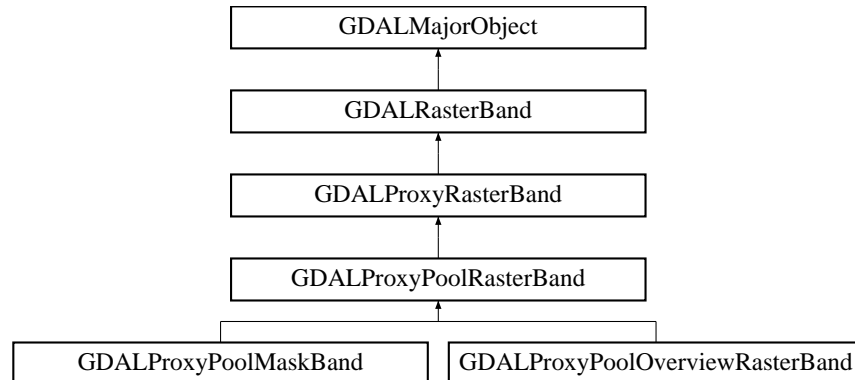 GDALMajorObject
GDALRasterBand
GDALProxyRasterBand
GDALProxyPoolRasterBand
GDALProxyPoolMaskBand
GDALProxyPoolOverviewRasterBand